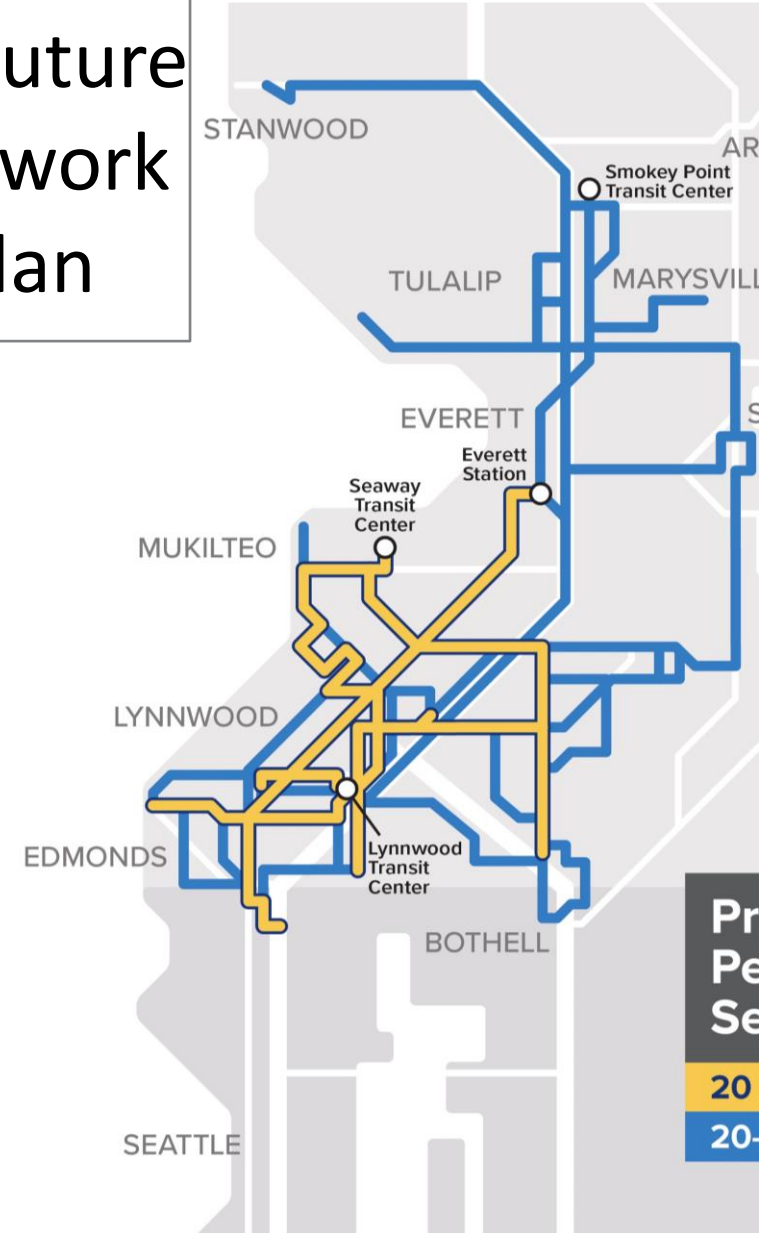 uture
work
lan
STANWOOD
AR
Smokey Point
Transit Center
TULALIP
MARYSVILL
EVERETT
S
Everett
Station
Seaway
Transit
Center
MUKILTEO
LYNNWOOD
EDMONDS
Lynnwood
Transit
Center
BOTHELL
Pr
Pe
Se
20
20-
SEATTLE